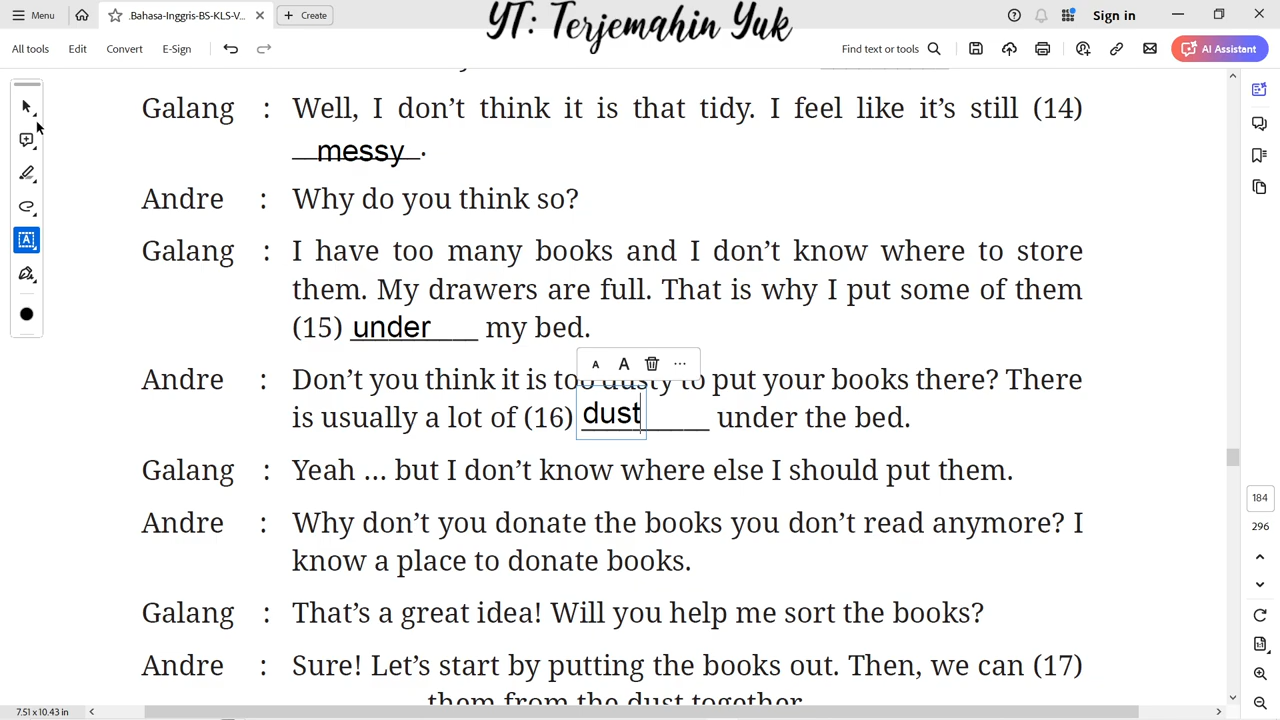 Menu
.Bahasa-Inggris-BS-KLS-V...
Create
YT: Terjemahin Yuk
Sign in
All tools
Edit
Convert
E-Sign
Find text or tools
AI Assistant
Galang : Well, I don't think it is that tidy. I feel like it's still (14)
messy.
Andre : Why do you think so?
Galang : I have too many books and I don't know where to store
them. My drawers are full. That is why I put some of them
(15) under my bed.
Andre : Don't you think it is too dusty to put your books there? There
is usually a lot of (16) dust under the bed.
Galang : Yeah ... but I don't know where else I should put them.
Andre : Why don't you donate the books you don't read anymore? I
know a place to donate books.
Galang : That's a great idea! Will you help me sort the books?
Andre : Sure! Let's start by putting the books out. Then, we can (17)
them from the dust together.
184
296
7.51 x 10.43 in